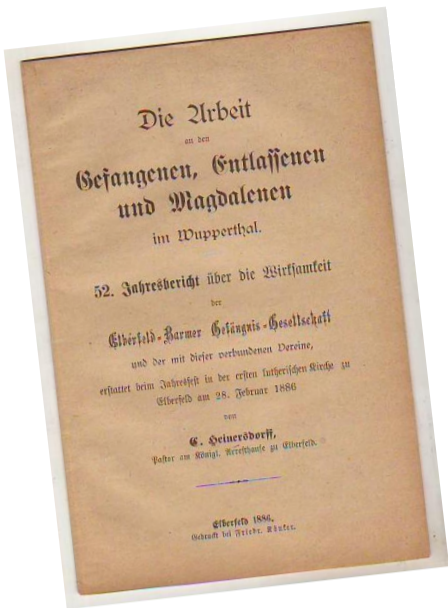 Die Arbeit
an den
Gefangenen, Entlassenen
und Magdalenen
im Wupperthal.
52. Jahresbericht über die Wirksamkeit
der
Elberfeld-Barmer Gefängnis-Gesellschaft
und der mit dieser verbundenen Vereine,
erstattet beim Jahresfest in der ersten lutherischen Kirche zu
Elberfeld am 28. Februar 1886
von
C. Heinersdorff,
Pastor am Königl. Arresthause zu Elberfeld.
Elberfeld 1886.
Gedruckt bei Friedr. Römker.